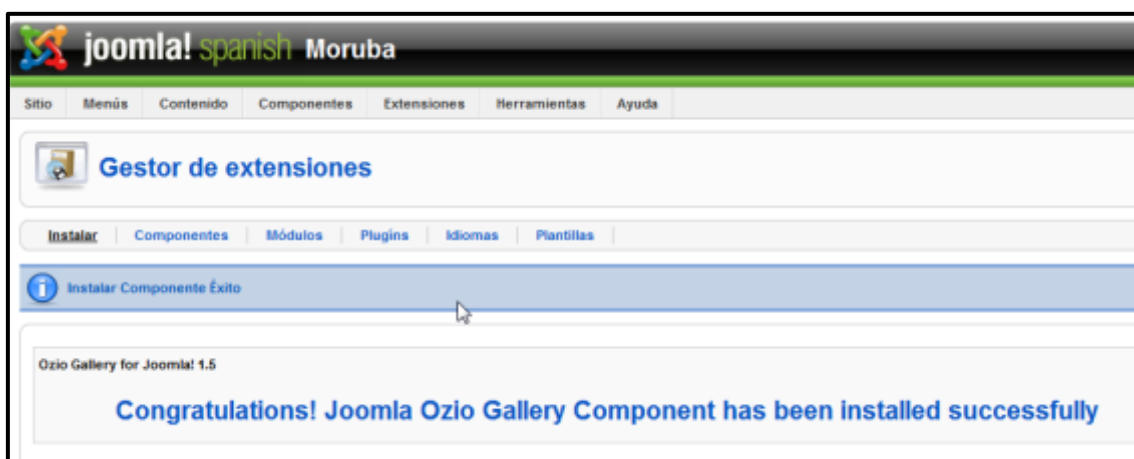 joomla! spanish Moruba
Sitio Menús Contenido Componentes Extensiones Herramientas Ayuda
Gestor de extensiones
Instalar Componentes Módulos Plugins Idiomas Plantillas
Instalar Componente Éxito
Ozio Gallery for Joomla! 1.5
Congratulations! Joomla Ozio Gallery Component has been installed successfully